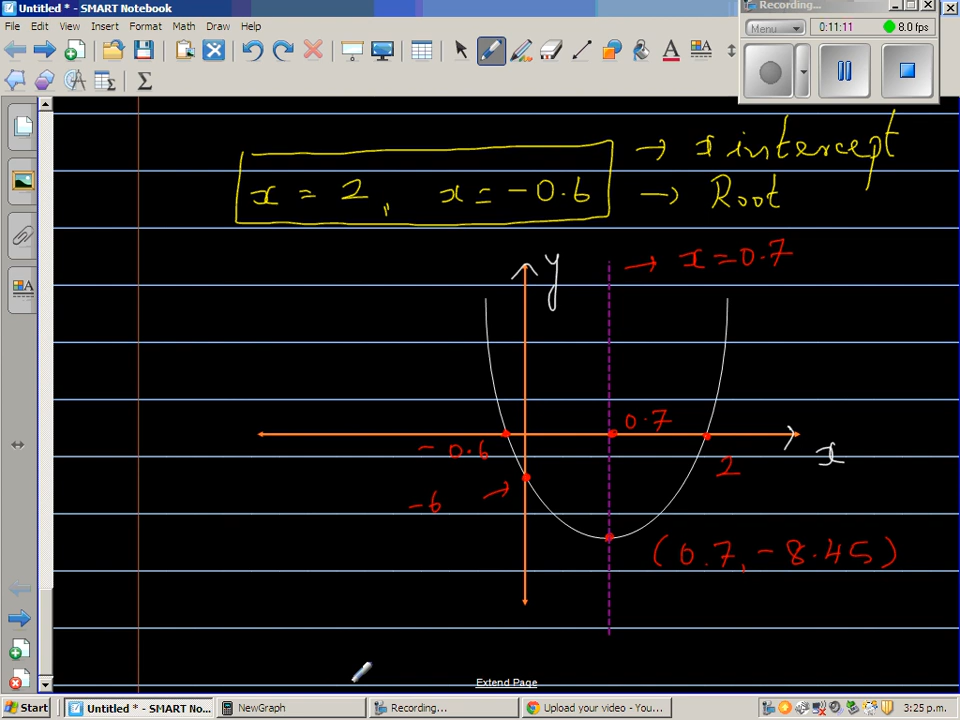 Untitled * - SMART Notebook
Recording...
File Edit View Insert Format Math Draw Help
Menu
0:11:11
8.0 fps
x = 2, x = -0.6
→ x intercept
→ Root
y
→ x = 0.7
0.7
-0.6
x
2
-6
(0.7, -8.45)
Extend Page
Start
Untitled * - SMART No...
NewGraph
Recording...
Upload your video - You...
3:25 p.m.